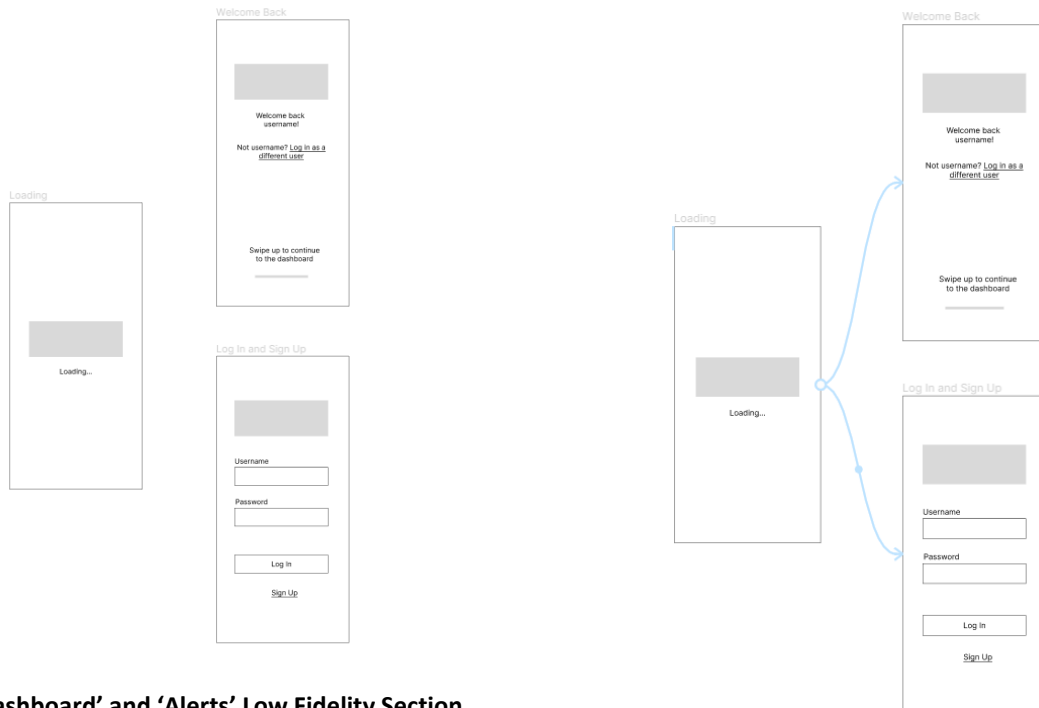 Welcome Back
Welcome back
username!
Not username? Log in as a
different user
Swipe up to continue
to the dashboard
Loading
Loading...
Log In and Sign Up
Username
Password
Log In
Sign Up
Welcome Back
Welcome back
username!
Not username? Log in as a
different user
Swipe up to continue
to the dashboard
Loading
Loading...
Log In and Sign Up
Username
Password
Log In
Sign Up
ashboard’ and ‘Alerts’ Low Fidelity Section